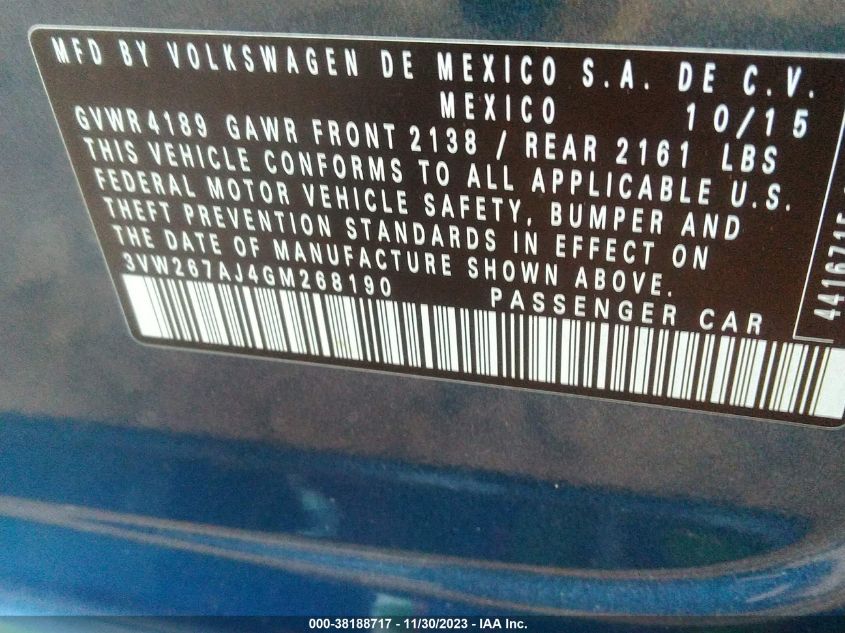 MFD BY VOLKSWAGEN DE MEXICO S.A. DE C.V.
MEXICO 10/15
GVWR 4189 GAWR FRONT 2138 / REAR 2161 LBS
THIS VEHICLE CONFORMS TO ALL APPLICABLE U.S.
FEDERAL MOTOR VEHICLE SAFETY, BUMPER AND
THEFT PREVENTION STANDARDS IN EFFECT ON
THE DATE OF MANUFACTURE SHOWN ABOVE.
3VW267AJ4GM268190 PASSENGER CAR
000-38188717 - 11/30/2023 - IAA Inc.